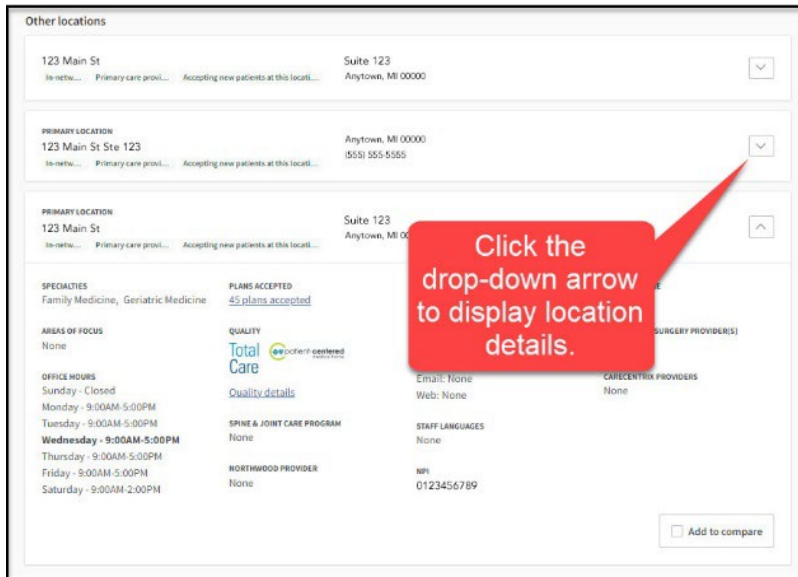 Other locations
123 Main St
In-netw... Primary care provi... Accepting new patients at this locati...
Suite 123
Anytown, MI 00000
PRIMARY LOCATION
123 Main St Ste 123
In-netw... Primary care provi... Accepting new patients at this locati...
Anytown, MI 00000
(555) 555-5555
PRIMARY LOCATION
123 Main St
In-netw... Primary care provi... Accepting new patients at this locati...
Suite 123
Anytown, MI 00
Click the
drop-down arrow
to display location
details.
SPECIALTIES
Family Medicine, Geriatric Medicine
AREAS OF FOCUS
None
OFFICE HOURS
Sunday - Closed
Monday - 9:00AM-5:00PM
Tuesday - 9:00AM-5:00PM
Wednesday - 9:00AM-5:00PM
Thursday - 9:00AM-5:00PM
Friday - 9:00AM-5:00PM
Saturday - 9:00AM-2:00PM
PLANS ACCEPTED
45 plans accepted
QUALITY
Total
Care
patient-centered
medical home
Quality details
SPINE & JOINT CARE PROGRAM
None
NORTHWOOD PROVIDER
None
Email: None
Web: None
STAFF LANGUAGES
None
NPI
0123456789
SURGERY PROVIDER(S)
CARECENTRIX PROVIDERS
None
Add to compare